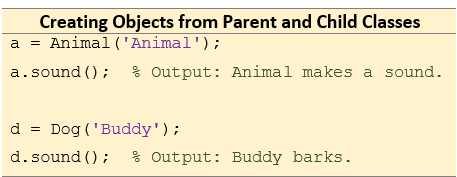 Creating Objects from Parent and Child Classes
a = Animal('Animal');
a.sound();  % Output: Animal makes a sound.
d = Dog('Buddy');
d.sound();  % Output: Buddy barks.